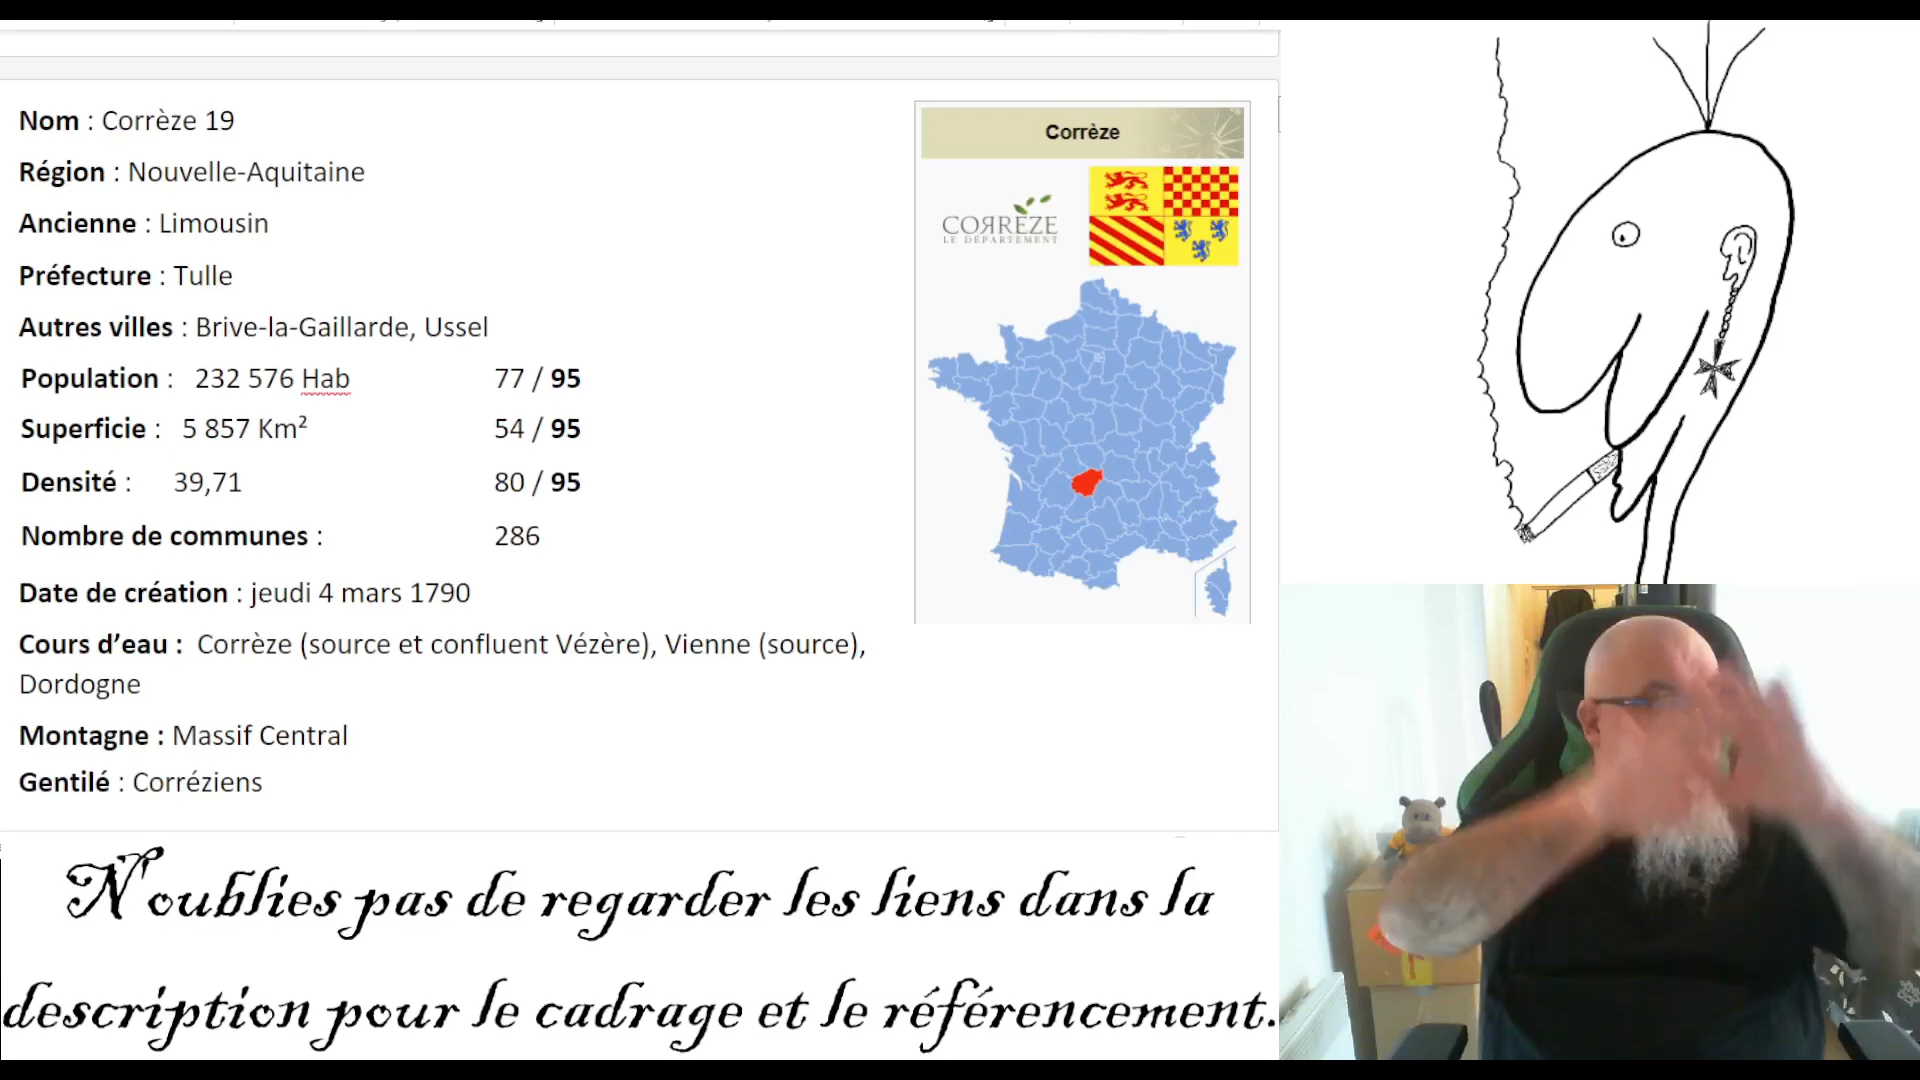 Nom : Corrèze 19
Région : Nouvelle-Aquitaine
Ancienne : Limousin
Préfecture : Tulle
Autres villes : Brive-la-Gaillarde, Ussel
Population : 232 576 Hab 77 / 95
Superficie : 5 857 Km² 54 / 95
Densité : 39,71 80 / 95
Nombre de communes : 286
Date de création : jeudi 4 mars 1790
Cours d’eau : Corrèze (source et confluent Vézère), Vienne (source),
Dordogne
Montagne : Massif Central
Gentilé : Corréziens
Corrèze
CORRÈZE
LE DÉPARTEMENT
N'oublies pas de regarder les liens dans la
description pour le cadrage et le référencement.